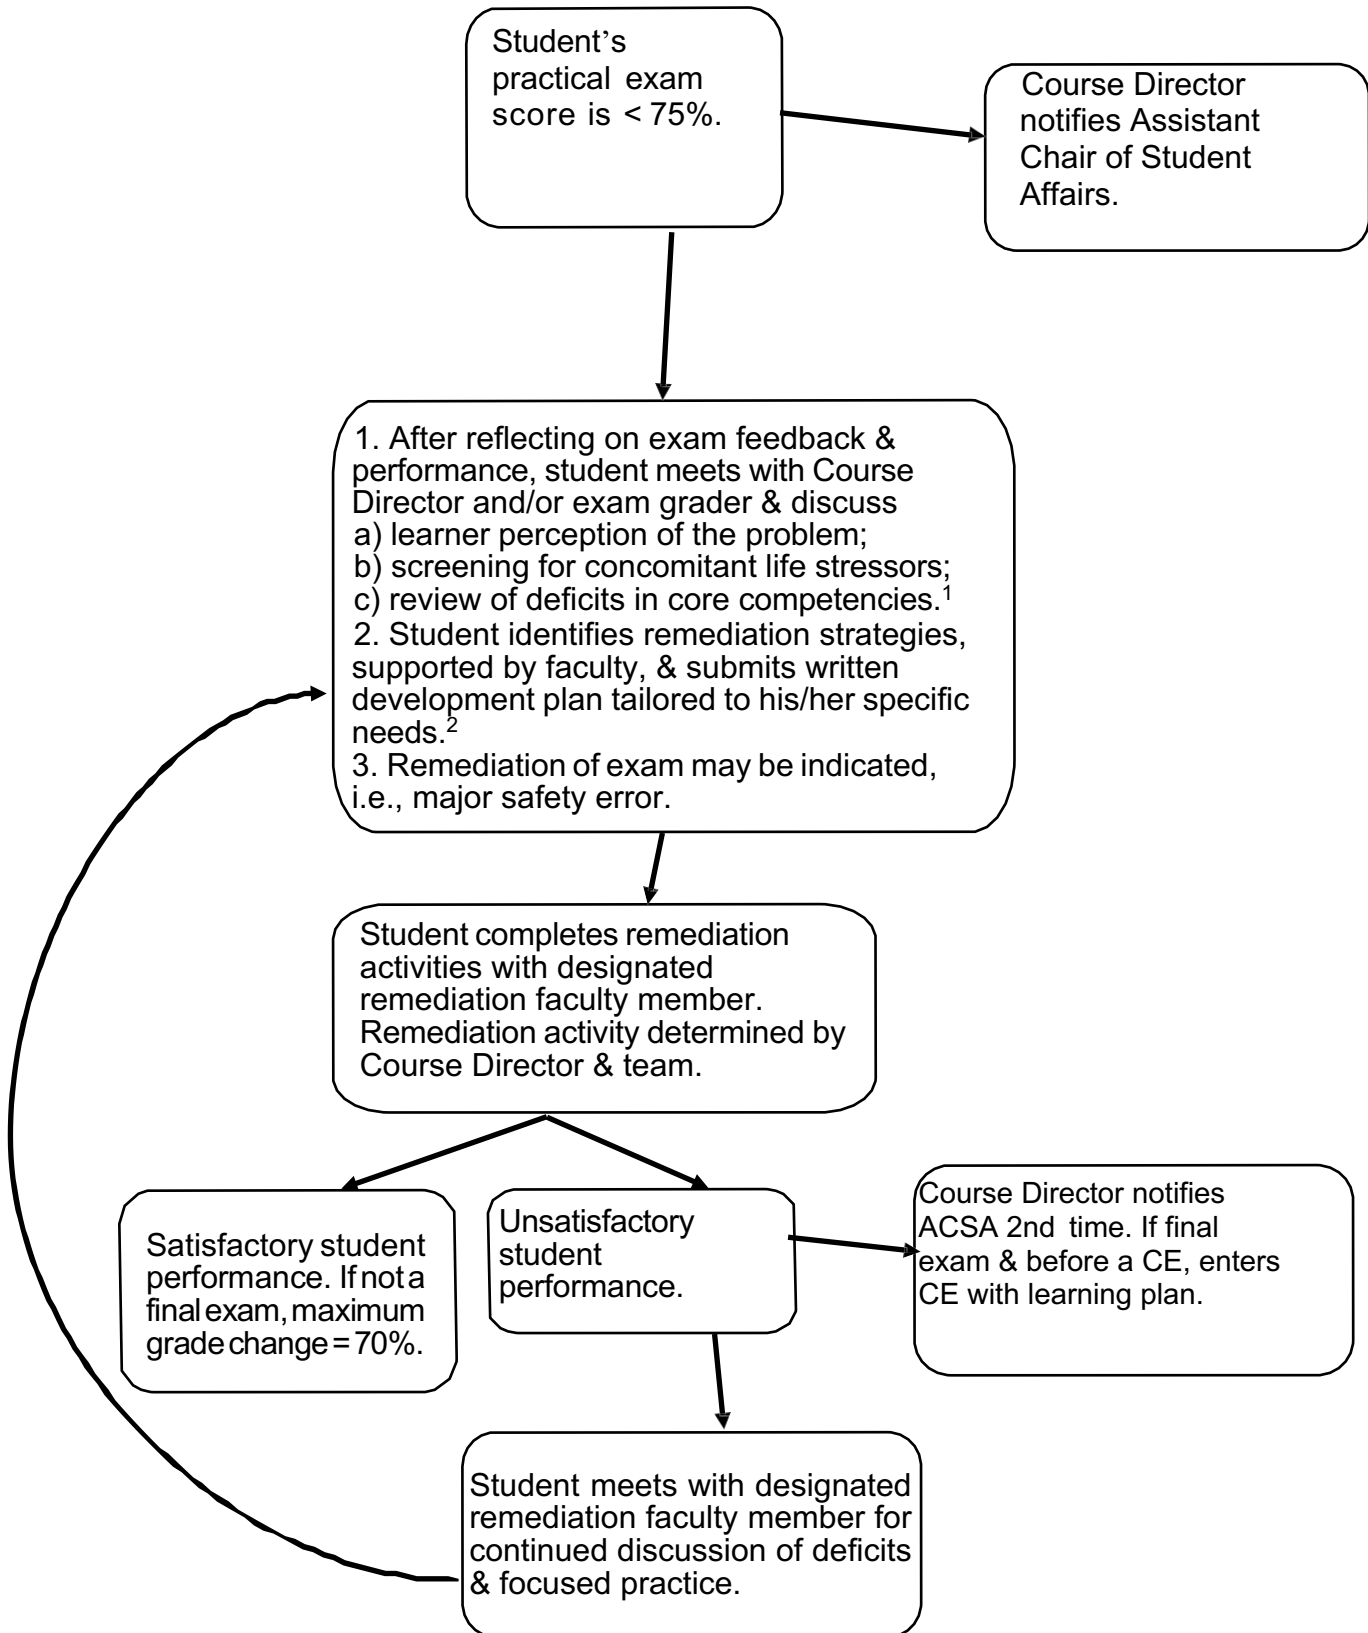 Student’s
practical exam
score is < 75%.
Course Director
notifies Assistant
Chair of Student
Affairs.
1. After reflecting on exam feedback &
performance, student meets with Course
Director and/or exam grader & discuss
a) learner perception of the problem;
b) screening for concomitant life stressors;
c) review of deficits in core competencies.¹
2. Student identifies remediation strategies,
supported by faculty, & submits written
development plan tailored to his/her specific
needs.²
3. Remediation of exam may be indicated,
i.e., major safety error.
Student completes remediation
activities with designated
remediation faculty member.
Remediation activity determined by
Course Director & team.
Satisfactory student
performance. If not a
final exam, maximum
grade change = 70%.
Unsatisfactory
student
performance.
Course Director notifies
ACSA 2nd time. If final
exam & before a CE, enters
CE with learning plan.
Student meets with designated
remediation faculty member for
continued discussion of deficits
& focused practice.